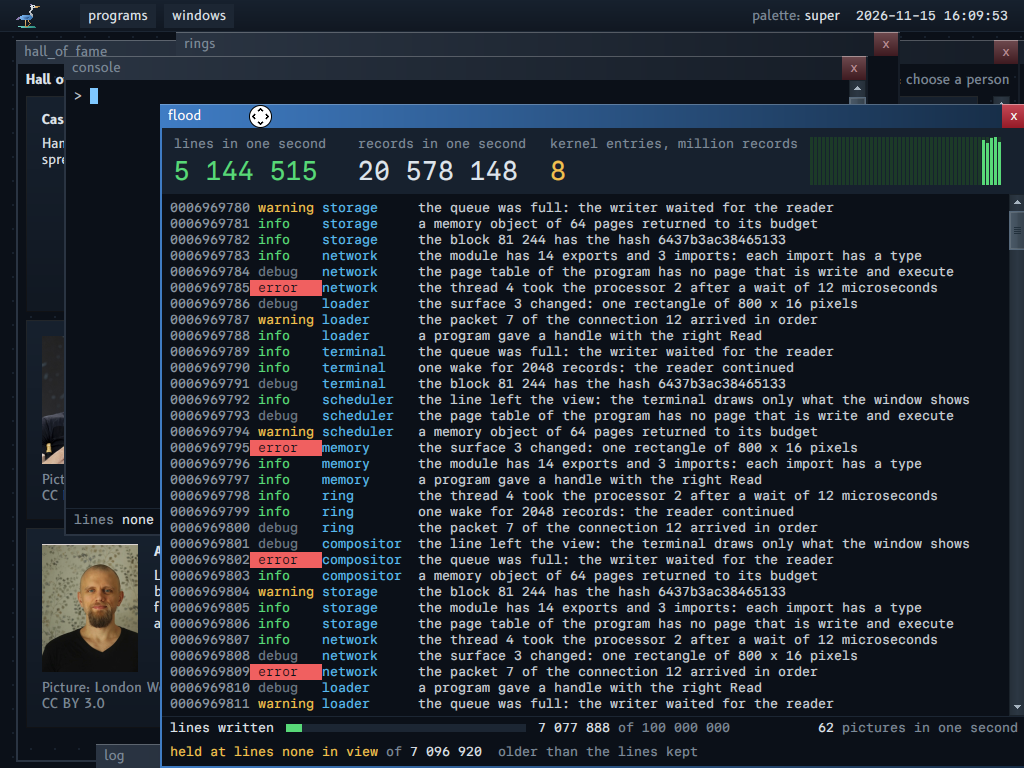 programs windows palette: super 2026-11-15 16:09:53
rings x
hall_of_fame x
console x
Hall o choose a person
>
flood x
Cas
Han
spre
lines in one second records in one second kernel entries, million records
5 144 515 20 578 148 8
0006969780 warning storage the queue was full: the writer waited for the reader
0006969781 info storage a memory object of 64 pages returned to its budget
0006969782 info storage the block 81 244 has the hash 6437b3ac38465133
0006969783 info network the module has 14 exports and 3 imports: each import has a type
0006969784 debug network the page table of the program has no page that is write and execute
0006969785 error network the thread 4 took the processor 2 after a wait of 12 microseconds
0006969786 debug loader the surface 3 changed: one rectangle of 800 x 16 pixels
0006969787 warning loader the packet 7 of the connection 12 arrived in order
0006969788 info loader a program gave a handle with the right Read
0006969789 info terminal the queue was full: the writer waited for the reader
0006969790 info terminal one wake for 2048 records: the reader continued
0006969791 debug terminal the block 81 244 has the hash 6437b3ac38465133
0006969792 info scheduler the line left the view: the terminal draws only what the window shows
0006969793 debug scheduler the page table of the program has no page that is write and execute
0006969794 warning scheduler a memory object of 64 pages returned to its budget
0006969795 error memory the surface 3 changed: one rectangle of 800 x 16 pixels
0006969796 info memory the module has 14 exports and 3 imports: each import has a type
0006969797 info memory a program gave a handle with the right Read
0006969798 info ring the thread 4 took the processor 2 after a wait of 12 microseconds
0006969799 info ring one wake for 2048 records: the reader continued
0006969800 debug ring the packet 7 of the connection 12 arrived in order
0006969801 debug compositor the line left the view: the terminal draws only what the window shows
0006969802 error compositor the queue was full: the writer waited for the reader
0006969803 info compositor a memory object of 64 pages returned to its budget
0006969804 warning storage the block 81 244 has the hash 6437b3ac38465133
0006969805 info storage the module has 14 exports and 3 imports: each import has a type
0006969806 info storage the page table of the program has no page that is write and execute
0006969807 info network the thread 4 took the processor 2 after a wait of 12 microseconds
0006969808 debug network the surface 3 changed: one rectangle of 800 x 16 pixels
0006969809 error network the packet 7 of the connection 12 arrived in order
0006969810 debug loader a program gave a handle with the right Read
0006969811 warning loader the queue was full: the writer waited for the reader
Pict
CC
lines none
A
L
b
f
a
Picture: London We
CC BY 3.0
log
lines written 7 077 888 of 100 000 000 62 pictures in one second
held at lines none in view of 7 096 920 older than the lines kept